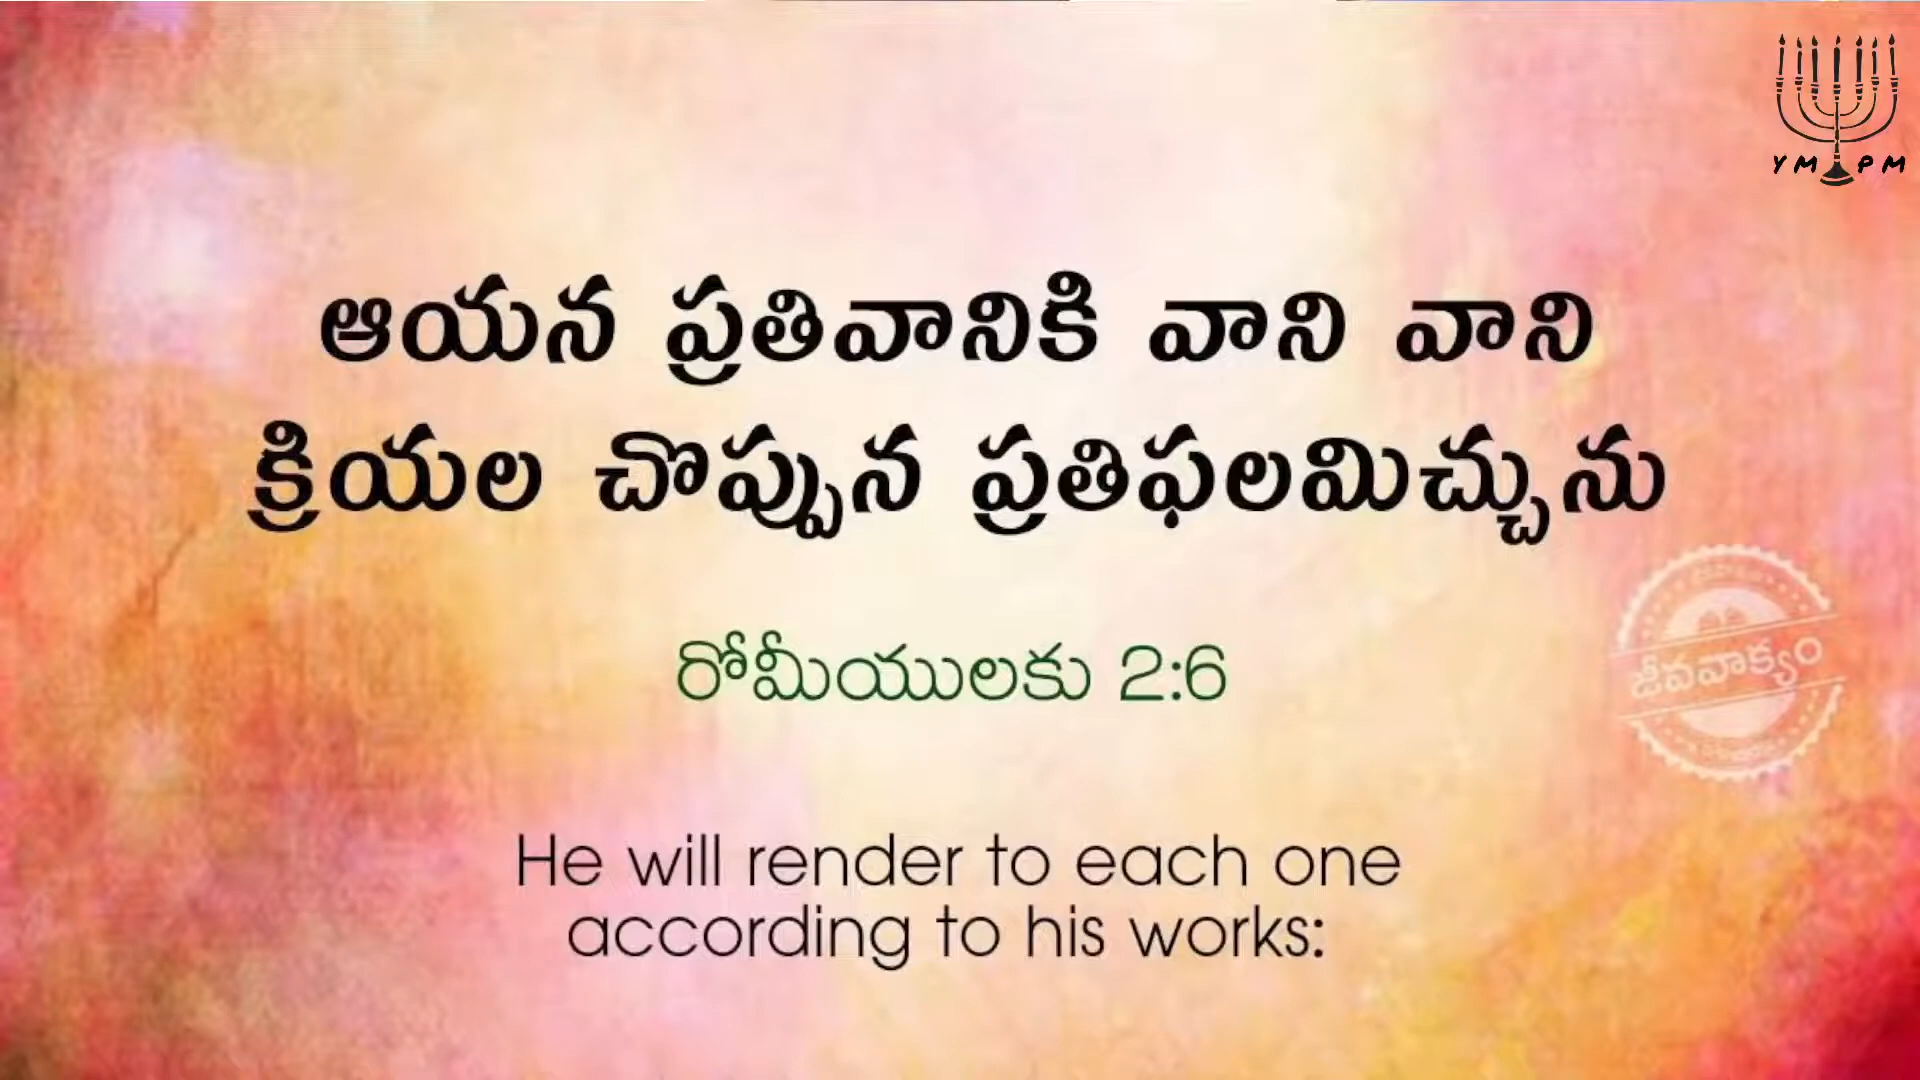 YM PM
ఆయన ప్రతివానికి వాని వాని
క్రియల చొప్పున ప్రతిఫలమిచ్చును
రోమీయులకు 2:6
జీవవాక్యం
He will render to each one
according to his works: